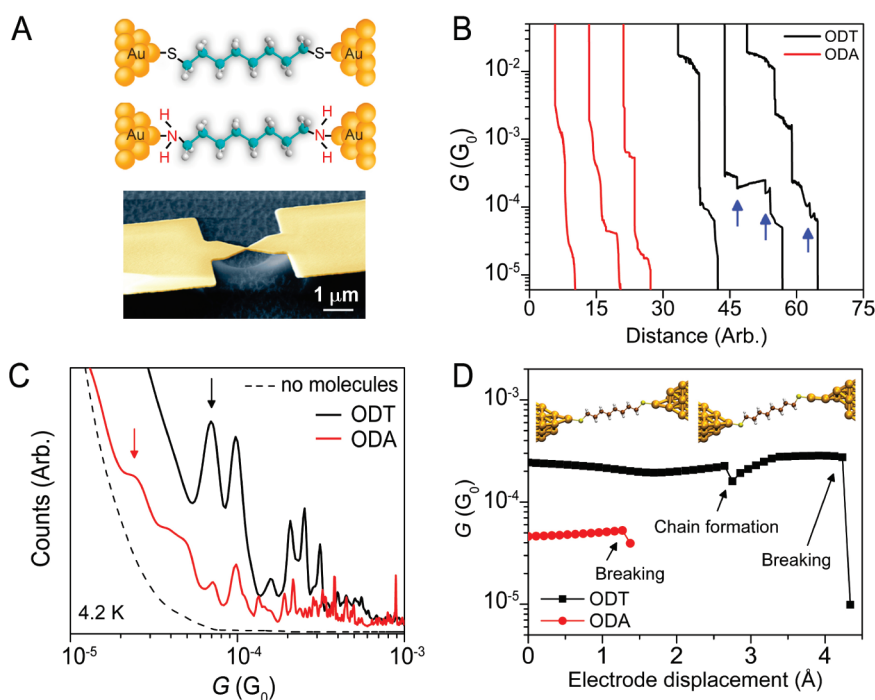 A
Au
S
S
Au
H
H
Au
N
N
Au
H
H
1 μm
B
ODT
ODA
G (G0)
10-2
10-3
10-4
10-5
0
15
30
45
60
75
Distance (Arb.)
C
no molecules
ODT
ODA
Counts (Arb.)
4.2 K
10-5
10-4
10-3
G (G0)
D
G (G0)
10-3
10-4
10-5
Chain formation
Breaking
Breaking
ODT
ODA
0
1
2
3
4
Electrode displacement (Å)